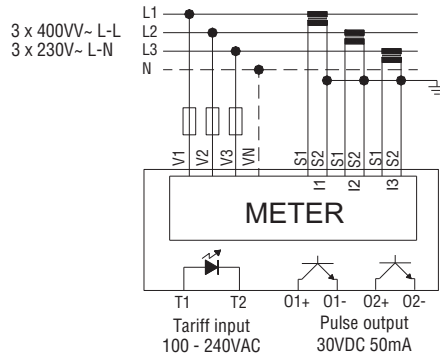 L1
3 x 400VV~ L-L
L2
3 x 230V~ L-N
L3
N
V1 V2 V3 VN S1 S2 S1 S2 S1 S2
I1 I2 I3
METER
T1 T2 O1+ O1- O2+ O2-
Tariff input Pulse output
100 - 240VAC 30VDC 50mA